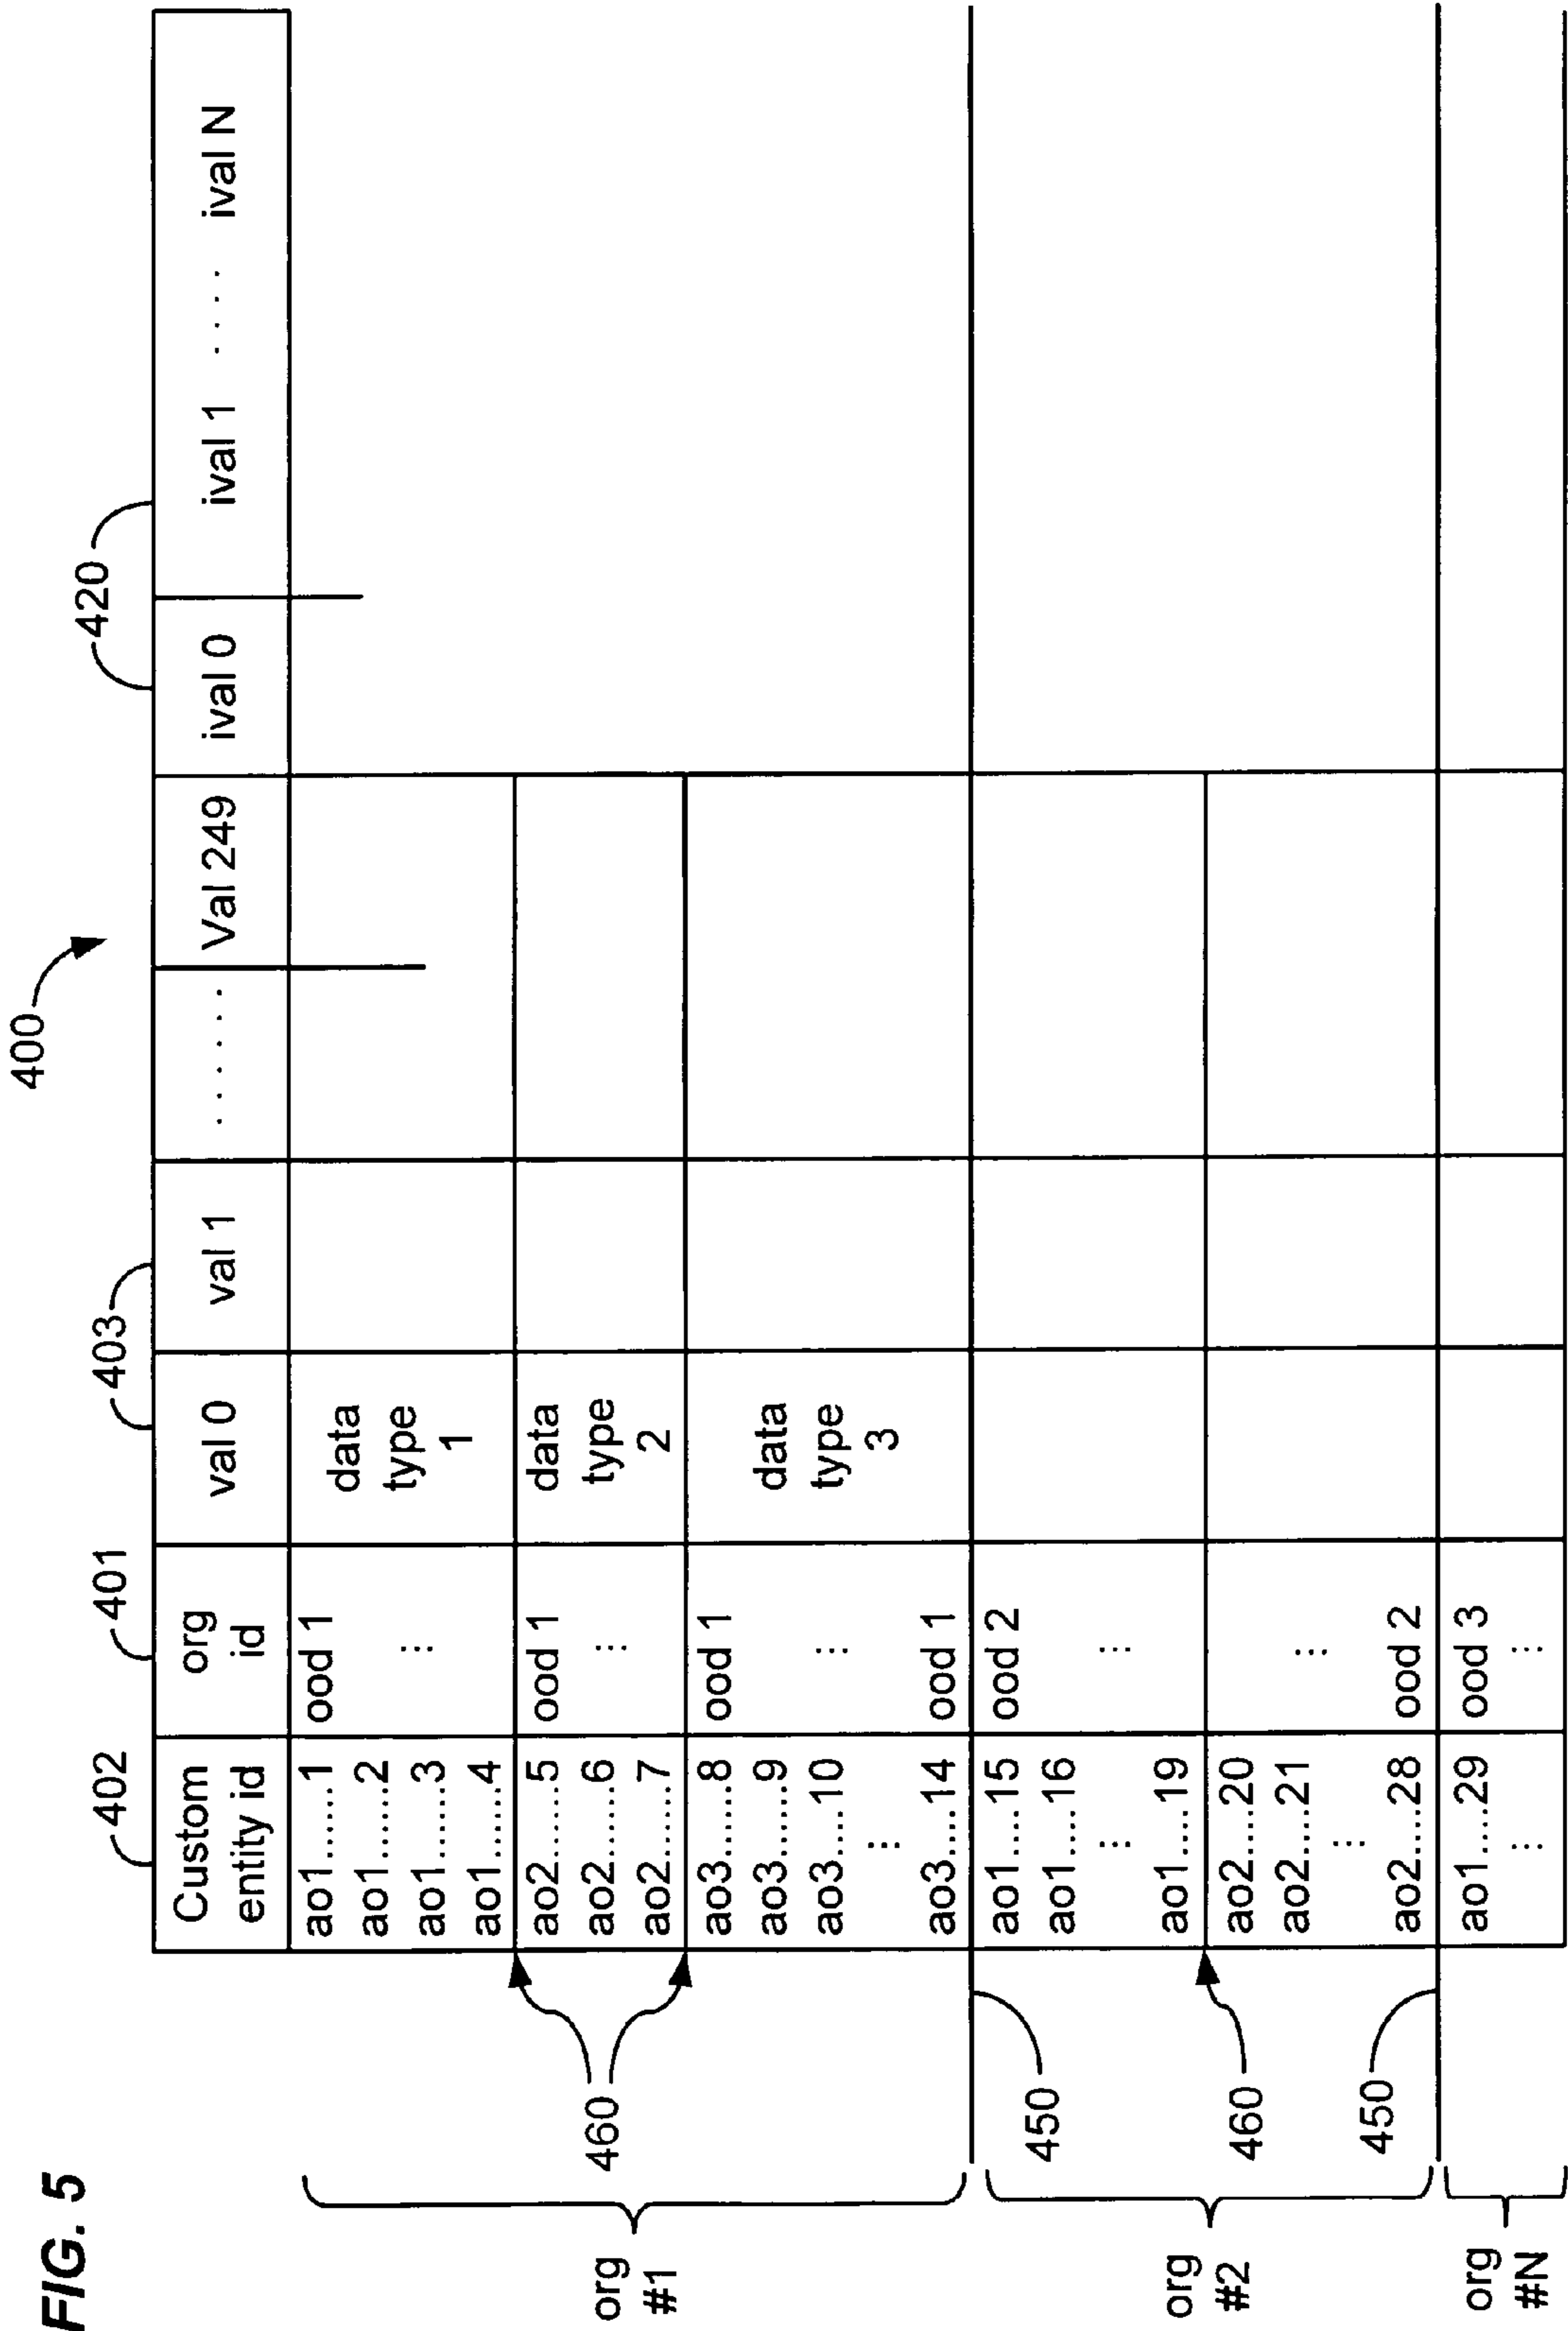 FIG. 5
400
402
401
403
420
Custom entity id
org id
val 0
val 1
. . . . . .
Val 249
ival 0
ival 1 . . . . ival N
org #1
ao1......1
ao1......2
ao1......3
ao1......4
ood 1
⋮
data type 1
460
ao2.....5
ao2.....6
ao2.....7
ood 1
⋮
data type 2
ao3.....8
ao3.....9
ao3....10
⋮
ao3....14
ood 1
⋮
ood 1
data type 3
450
org #2
ao1....15
ao1....16
⋮
ao1....19
ood 2
⋮
460
ao2....20
ao2....21
⋮
ao2....28
⋮
ood 2
450
org #N
ao1....29
⋮
ood 3
⋮